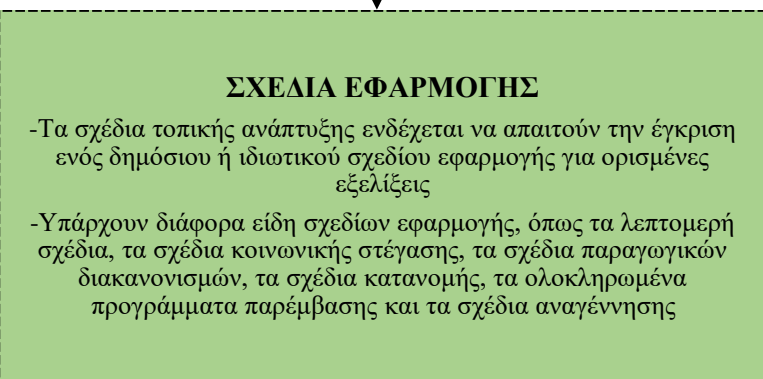 ΣΧΕΔΙΑ ΕΦΑΡΜΟΓΗΣ
-Τα σχέδια τοπικής ανάπτυξης ενδέχεται να απαιτούν την έγκριση
ενός δημόσιου ή ιδιωτικού σχεδίου εφαρμογής για ορισμένες
εξελίξεις
-Υπάρχουν διάφορα είδη σχεδίων εφαρμογής, όπως τα λεπτομερή
σχέδια, τα σχέδια κοινωνικής στέγασης, τα σχέδια παραγωγικών
διακανονισμών, τα σχέδια κατανομής, τα ολοκληρωμένα
προγράμματα παρέμβασης και τα σχέδια αναγέννησης